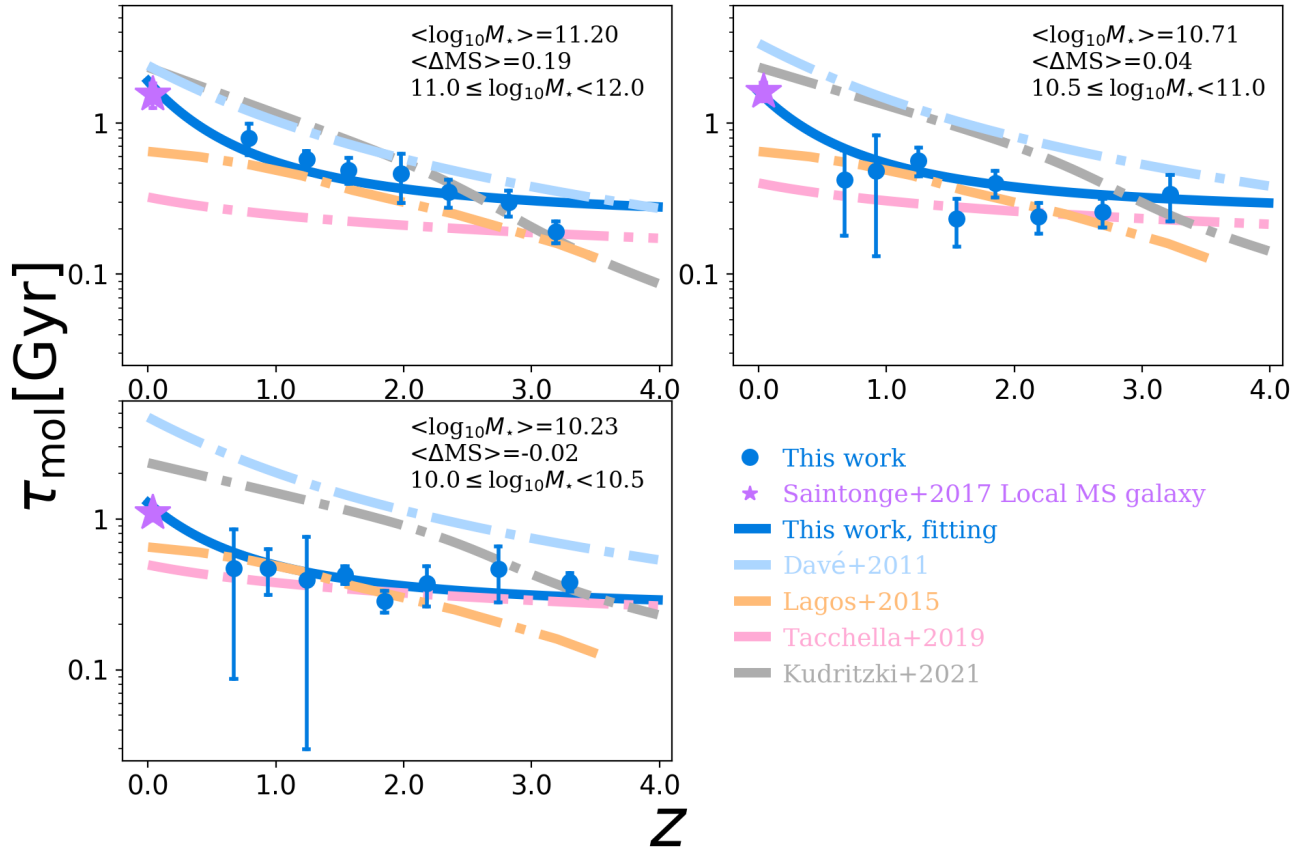 <log₁₀M⋆>=11.20
<ΔMS>=0.19
11.0≤log₁₀M⋆<12.0
1
0.1
0.0 1.0 2.0 3.0 4.0
<log₁₀M⋆>=10.71
<ΔMS>=0.04
10.5≤log₁₀M⋆<11.0
1
0.1
0.0 1.0 2.0 3.0 4.0
τmol[Gyr]
<log₁₀M⋆>=10.23
<ΔMS>=-0.02
10.0≤log₁₀M⋆<10.5
1
0.1
0.0 1.0 2.0 3.0 4.0
z
This work
Saintonge+2017 Local MS galaxy
This work, fitting
Davé+2011
Lagos+2015
Tacchella+2019
Kudritzki+2021